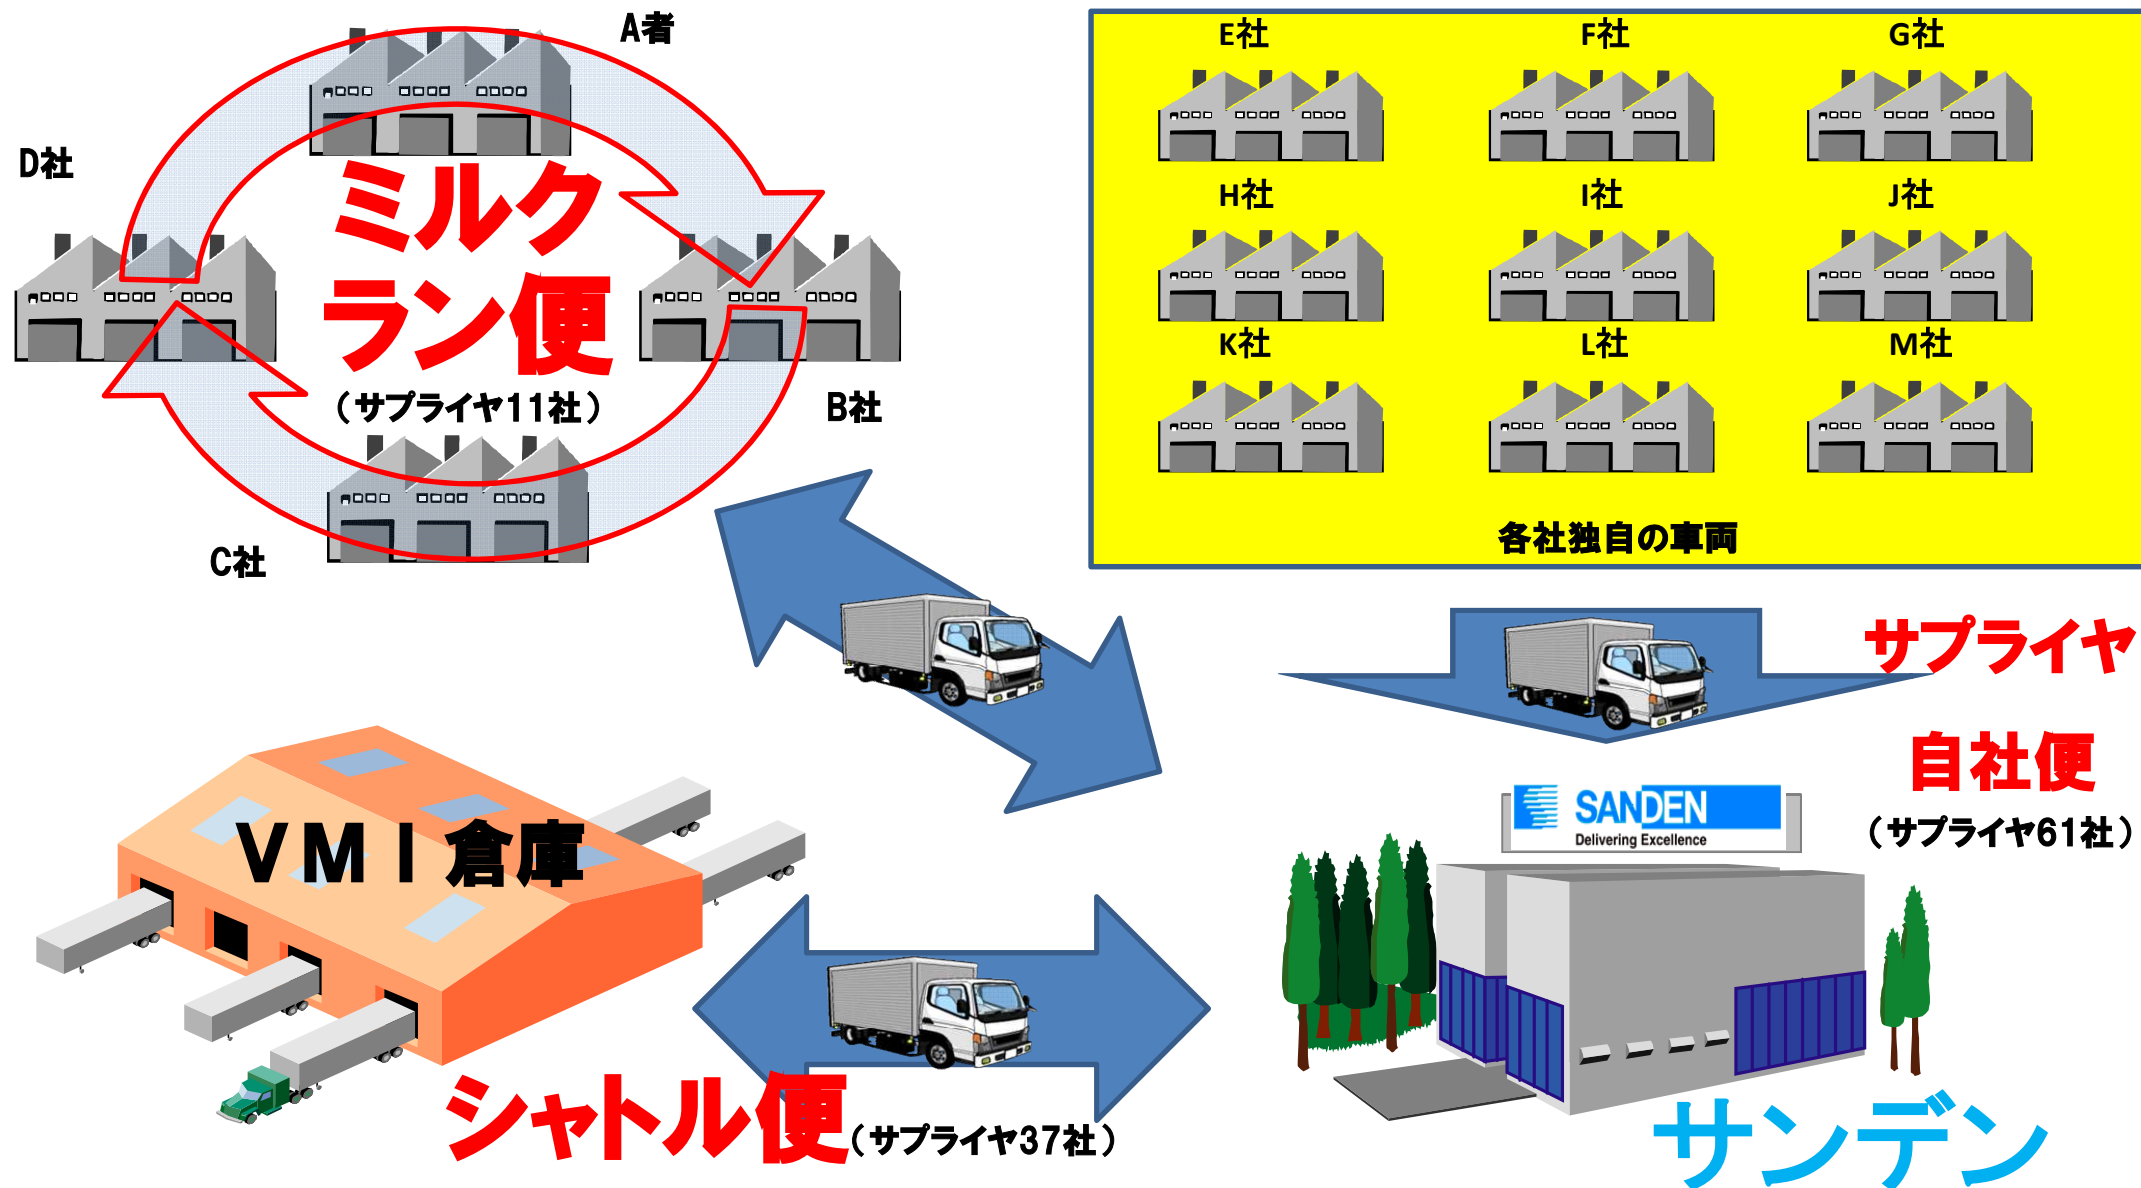 A者
D社
ミルク
ラン便
（サプライヤ11社）
B社
C社
E社
F社
G社
H社
I社
J社
K社
L社
M社
各社独自の車両
サプライヤ
自社便
（サプライヤ61社）
SANDEN
Delivering Excellence
VMI倉庫
シャトル便（サプライヤ37社）
サンデン